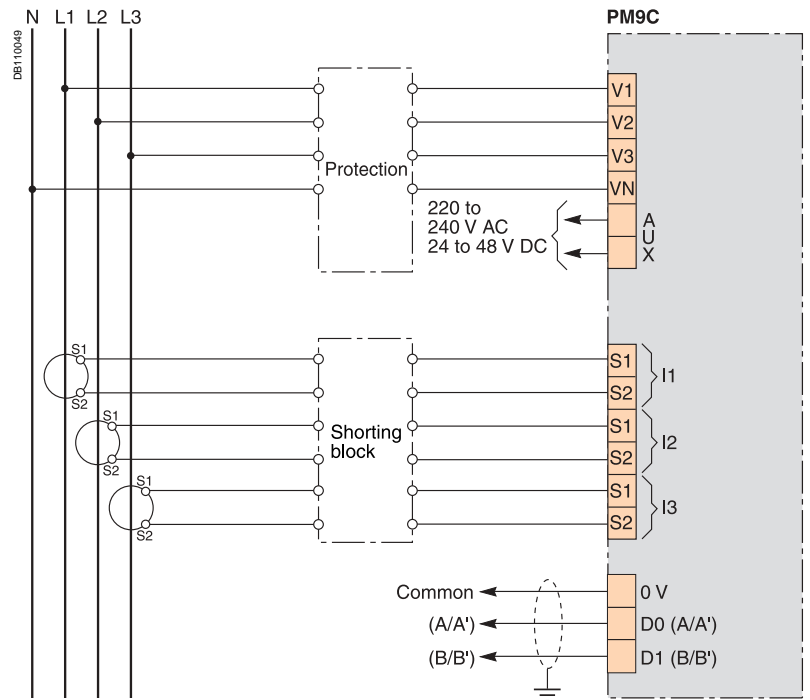 N L1 L2 L3
PM9C
DB110049
V1
V2
V3
Protection
VN
220 to
240 V AC
24 to 48 V DC
A
U
X
S1
S2
S1
S2
S1
S2
Shorting
block
S1
S2
I1
S1
S2
I2
S1
S2
I3
Common
0 V
(A/A')
D0 (A/A')
(B/B')
D1 (B/B')